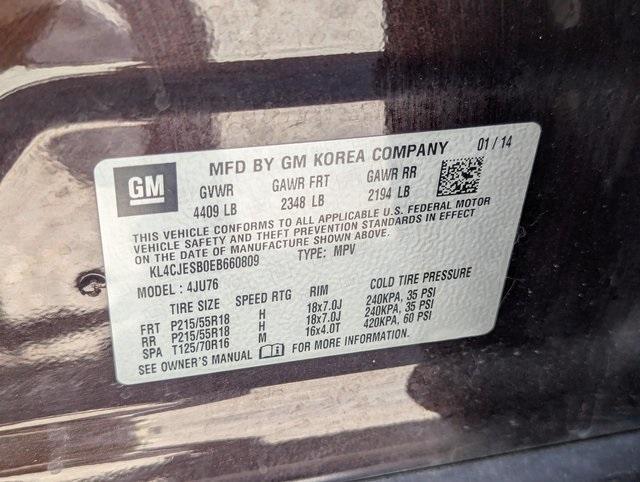 MFD BY GM KOREA COMPANY 01 / 14
GM
GVWR GAWR FRT GAWR RR
4409 LB 2348 LB 2194 LB
THIS VEHICLE CONFORMS TO ALL APPLICABLE U.S. FEDERAL MOTOR
VEHICLE SAFETY AND THEFT PREVENTION STANDARDS IN EFFECT
ON THE DATE OF MANUFACTURE SHOWN ABOVE.
KL4CJESB0EB660809 TYPE: MPV
MODEL : 4JU76
TIRE SIZE SPEED RTG RIM COLD TIRE PRESSURE
FRT P215/55R18 H 18x7.0J 240KPA, 35 PSI
RR P215/55R18 H 18x7.0J 240KPA, 35 PSI
SPA T125/70R16 M 16x4.0T 420KPA, 60 PSI
SEE OWNER'S MANUAL FOR MORE INFORMATION.